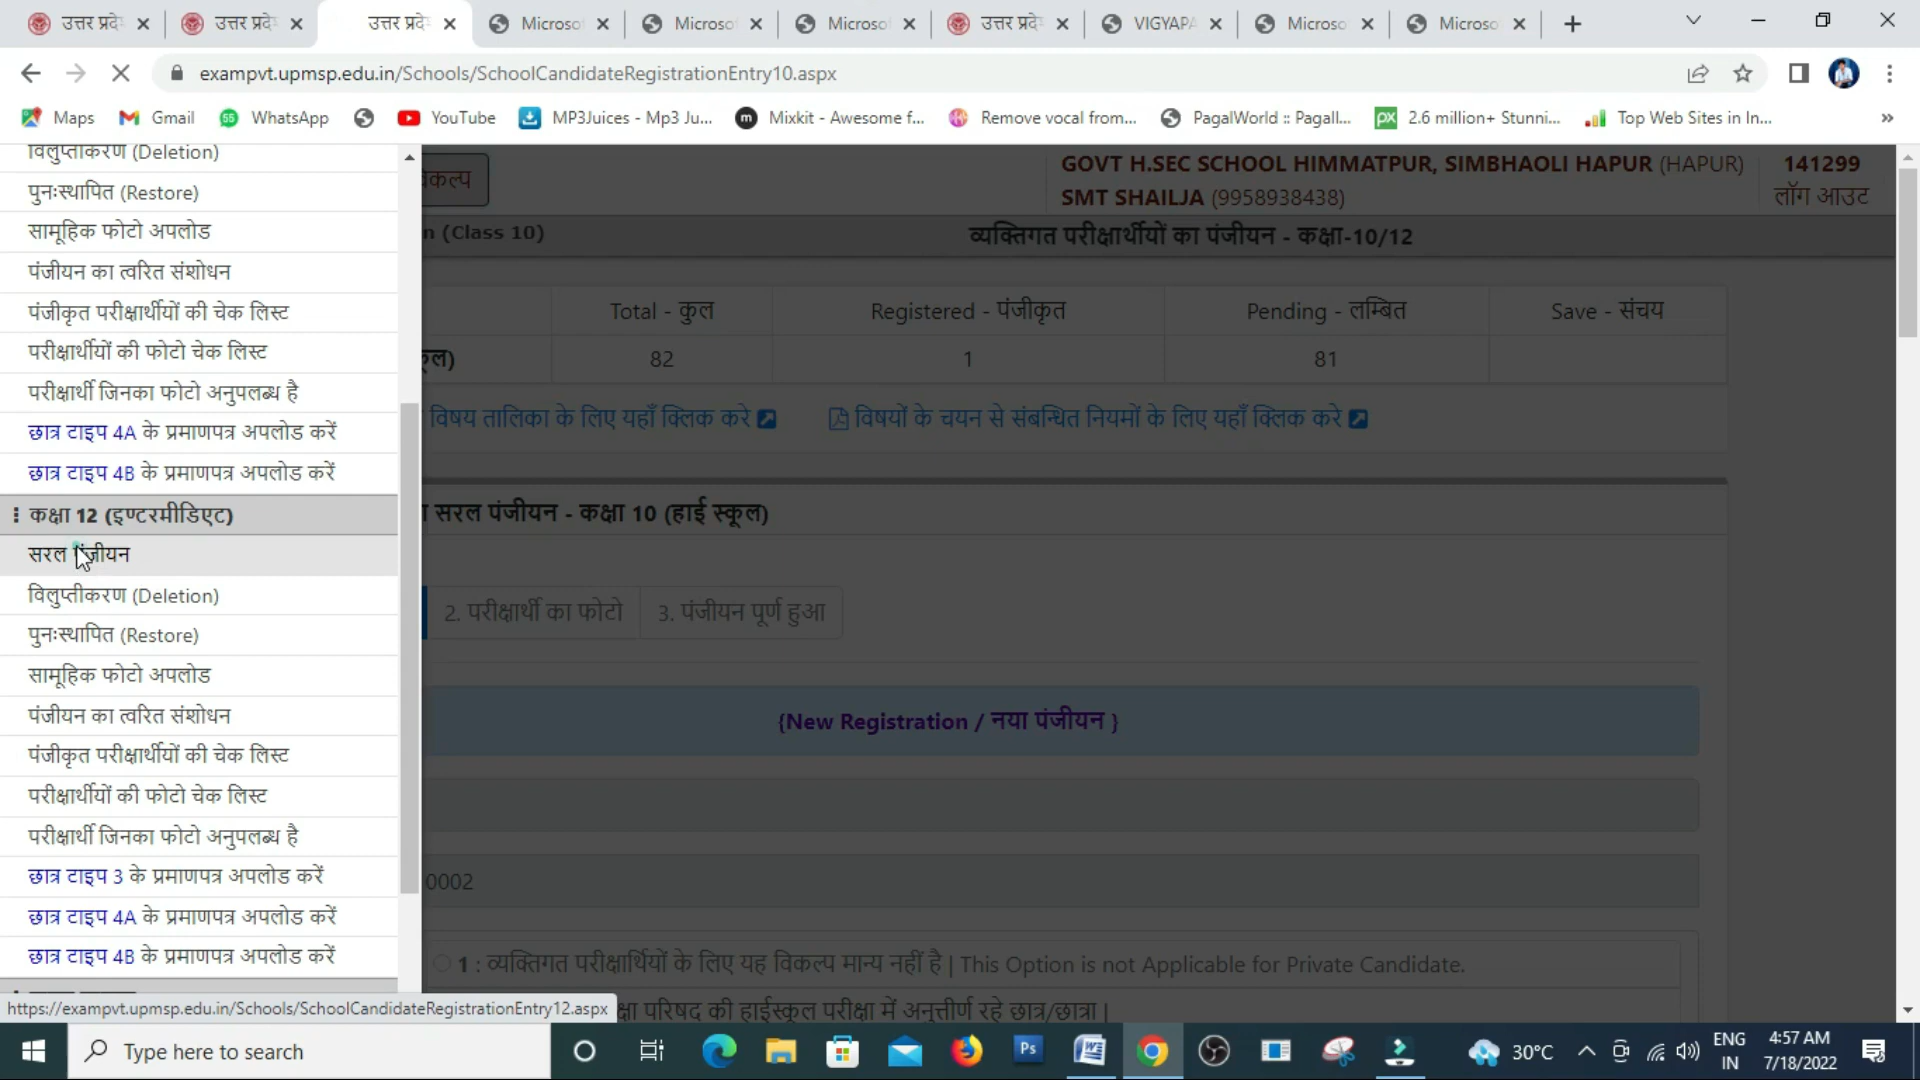 उत्तर प्रदे
उत्तर प्रदे
उत्तर प्रदे
Microso
Microso
Microso
उत्तर प्रदे
VIGYAPA
Microso
Microso
exampvt.upmsp.edu.in/Schools/SchoolCandidateRegistrationEntry10.aspx
Maps
Gmail
WhatsApp
YouTube
MP3Juices - Mp3 Ju...
Mixkit - Awesome f...
Remove vocal from...
PagalWorld :: Pagall...
2.6 million+ Stunni...
Top Web Sites in In...
»
विलुप्तीकरण (Deletion)
पुनःस्थापित (Restore)
सामूहिक फोटो अपलोड
पंजीयन का त्वरित संशोधन
पंजीकृत परीक्षार्थीयों की चेक लिस्ट
परीक्षार्थीयों की फोटो चेक लिस्ट
परीक्षार्थी जिनका फोटो अनुपलब्ध है
छात्र टाइप 4A के प्रमाणपत्र अपलोड करें
छात्र टाइप 4B के प्रमाणपत्र अपलोड करें
कक्षा 12 (इण्टरमीडिएट)
सरल पंजीयन
विलुप्तीकरण (Deletion)
पुनःस्थापित (Restore)
सामूहिक फोटो अपलोड
पंजीयन का त्वरित संशोधन
पंजीकृत परीक्षार्थीयों की चेक लिस्ट
परीक्षार्थीयों की फोटो चेक लिस्ट
परीक्षार्थी जिनका फोटो अनुपलब्ध है
छात्र टाइप 3 के प्रमाणपत्र अपलोड करें
छात्र टाइप 4A के प्रमाणपत्र अपलोड करें
छात्र टाइप 4B के प्रमाणपत्र अपलोड करें
https://exampvt.upmsp.edu.in/Schools/SchoolCandidateRegistrationEntry12.aspx
विकल्प
GOVT H.SEC SCHOOL HIMMATPUR, SIMBHAOLI HAPUR (HAPUR)
141299
SMT SHAILJA (9958938438)
लॉग आउट
n (Class 10)
व्यक्तिगत परीक्षार्थीयों का पंजीयन - कक्षा-10/12
Total - कुल
Registered - पंजीकृत
Pending - लम्बित
Save - संचय
कूल)
82
1
81
विषय तालिका के लिए यहाँ क्लिक करे
विषयों के चयन से संबन्धित नियमों के लिए यहाँ क्लिक करे
सरल पंजीयन - कक्षा 10 (हाई स्कूल)
2. परीक्षार्थी का फोटो
3. पंजीयन पूर्ण हुआ
{New Registration / नया पंजीयन }
0002
1 : व्यक्तिगत परीक्षार्थियों के लिए यह विकल्प मान्य नहीं है | This Option is not Applicable for Private Candidate.
परिषद की हाईस्कूल परीक्षा में अनुत्तीर्ण रहे छात्र/छात्रा |
Type here to search
Ps
30°C
ENG
IN
4:57 AM
7/18/2022